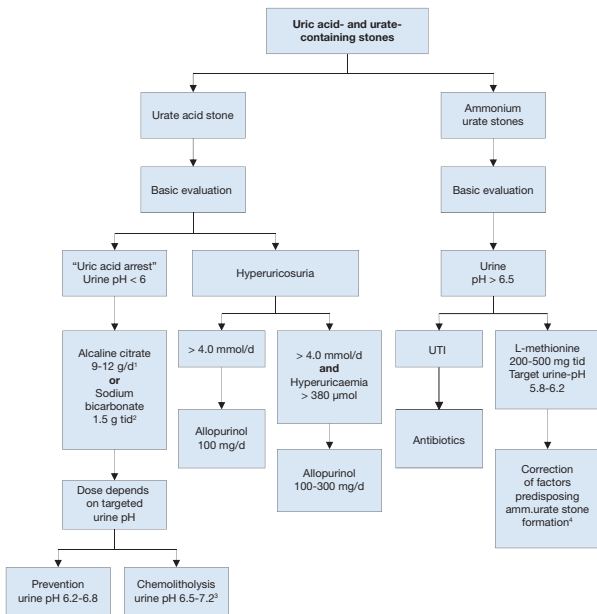 Uric acid- and urate-
containing stones
Urate acid stone
Ammonium
urate stones
Basic evaluation
Basic evaluation
“Uric acid arrest”
Urine pH < 6
Hyperuricosuria
Urine
pH > 6.5
Alcaline citrate
9-12 g/d¹
or
Sodium
bicarbonate
1.5 g tid²
> 4.0 mmol/d
> 4.0 mmol/d
and
Hyperuricaemia
> 380 µmol
UTI
L-methionine
200-500 mg tid
Target urine-pH
5.8-6.2
Allopurinol
100 mg/d
Antibiotics
Allopurinol
100-300 mg/d
Correction
of factors
predisposing
amm.urate stone
formation⁴
Dose depends
on targeted
urine pH
Prevention
urine pH 6.2-6.8
Chemolitholysis
urine pH 6.5-7.2³